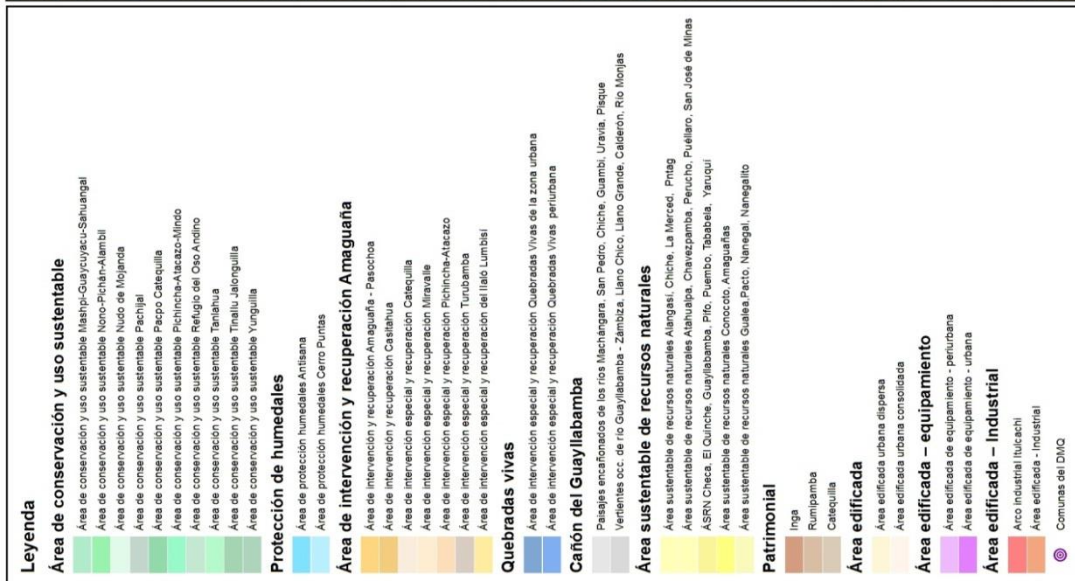 Leyenda
Área de conservación y uso sustentable
Área de conservación y uso sustentable Mashpi-Guaycuyacu-Sahuangal
Área de conservación y uso sustentable Nono-Pichán-Alambil
Área de conservación y uso sustentable Nudo de Mojanda
Área de conservación y uso sustentable Pachijal
Área de conservación y uso sustentable Pacpo Catequilla
Área de conservación y uso sustentable Pichincha-Atacazo-Mindo
Área de conservación y uso sustentable Refugio del Oso Andino
Área de conservación y uso sustentable Tanlahua
Área de conservación y uso sustentable Tinallu Jalonguilla
Área de conservación y uso sustentable Yunguilla
Protección de humedales
Área de protección humedales Antisana
Área de protección humedales Cerro Puntas
Área de intervención y recuperación Amaguaña
Área de intervención y recuperación Amaguaña - Pasochoa
Área de intervención y recuperación Casitahua
Área de intervención especial y recuperación Catequilla
Área de intervención especial y recuperación Miravalle
Área de intervención especial y recuperación Pichincha-Atacazo
Área de intervención especial y recuperación Turubamba
Área de intervención especial y recuperación del Ilaló Lumbisí
Quebradas vivas
Área de intervención especial y recuperación Quebradas Vivas de la zona urbana
Área de intervención especial y recuperación Quebradas Vivas periurbana
Cañón del Guayllabamba
Paisajes encañonados de los ríos Machángara, San Pedro, Chiche, Guambi, Uravia, Pisque
Vertientes occ. de río Guayllabamba - Zámbiza, Llano Chico, Llano Grande, Calderón, Río Monjas
Área sustentable de recursos naturales
Área sustentable de recursos naturales Alangasí, Chiche, La Merced, Pntag
Área sustentable de recursos naturales Atahualpa, Chavezpamba, Perucho, Puéllaro, San José de Minas
ASRN Checa, El Quinche, Guayllabamba, Pifo, Puembo, Tababela, Yaruquí
Área sustentable de recursos naturales Conocoto, Amaguañas
Área sustentable de recursos naturales Gualea,Pacto, Nanegal, Nanegalito
Patrimonial
Inga
Rumipamba
Catequilla
Área edificada
Área edificada urbana dispersa
Área edificada urbana consolidada
Área edificada – equipamiento
Área edificada de equipamiento - periurbana
Área edificada de equipamiento - urbana
Área edificada – Industrial
Arco Industrial Itulcachi
Área edificada - Industrial
Comunas del DMQ